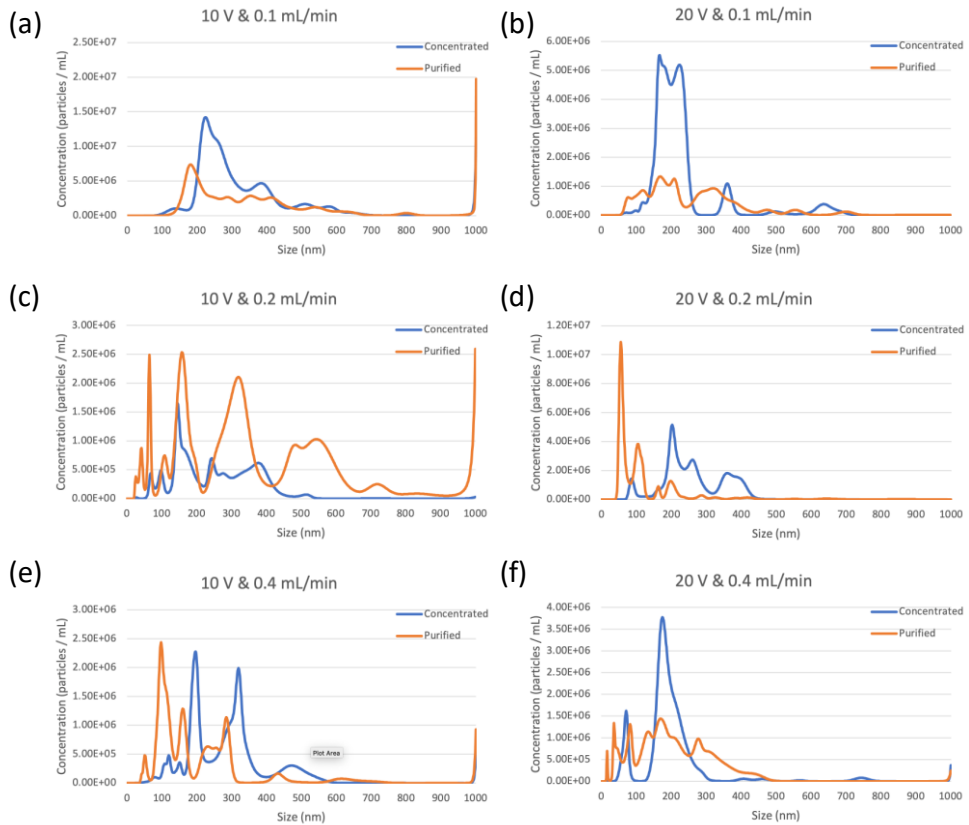 (a)
10 V & 0.1 mL/min
Concentration (particles / mL)
2.50E+07
2.00E+07
1.50E+07
1.00E+07
5.00E+06
0.00E+00
Concentrated
Purified
0 100 200 300 400 500 600 700 800 900 1000
Size (nm)
(b)
20 V & 0.1 mL/min
Concentration (particles / mL)
6.00E+06
5.00E+06
4.00E+06
3.00E+06
2.00E+06
1.00E+06
0.00E+00
Concentrated
Purified
0 100 200 300 400 500 600 700 800 900 1000
Size (nm)
(c)
10 V & 0.2 mL/min
Concentration (particles / mL)
3.00E+06
2.50E+06
2.00E+06
1.50E+06
1.00E+06
5.00E+05
0.00E+00
Concentrated
Purified
0 100 200 300 400 500 600 700 800 900 1000
Size (nm)
(d)
20 V & 0.2 mL/min
Concentration (particles / mL)
1.20E+07
1.00E+07
8.00E+06
6.00E+06
4.00E+06
2.00E+06
0.00E+00
Concentrated
Purified
0 100 200 300 400 500 600 700 800 900 1000
Size (nm)
(e)
10 V & 0.4 mL/min
Concentration (particles / mL)
3.00E+06
2.50E+06
2.00E+06
1.50E+06
1.00E+06
5.00E+05
0.00E+00
Concentrated
Purified
Plot Area
0 100 200 300 400 500 600 700 800 900 1000
Size (nm)
(f)
20 V & 0.4 mL/min
Concentration (particles / mL)
4.00E+06
3.50E+06
3.00E+06
2.50E+06
2.00E+06
1.50E+06
1.00E+06
5.00E+05
0.00E+00
Concentrated
Purified
0 100 200 300 400 500 600 700 800 900 1000
Size (nm)